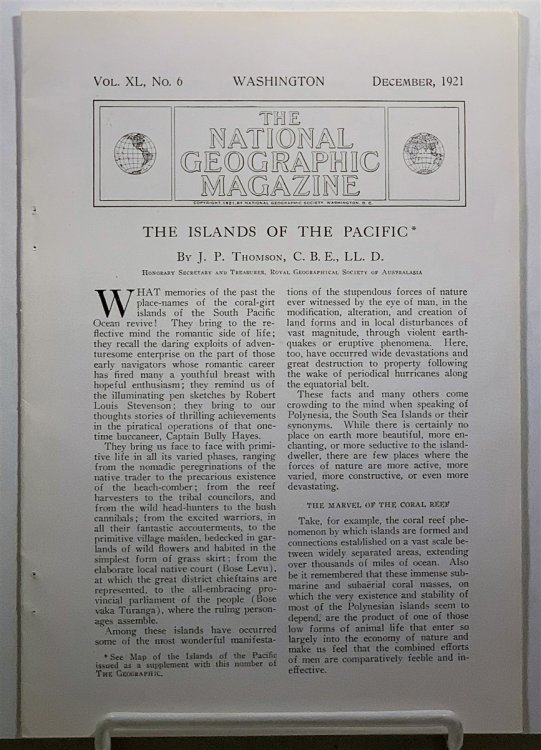 VOL. XL, NO. 6 WASHINGTON DECEMBER, 1921
THE
NATIONAL
GEOGRAPHIC
MAGAZINE
COPYRIGHT, 1921, BY NATIONAL GEOGRAPHIC SOCIETY, WASHINGTON, D. C.
THE ISLANDS OF THE PACIFIC*
BY J. P. THOMSON, C. B. E., LL. D.
HONORARY SECRETARY AND TREASURER, ROYAL GEOGRAPHICAL SOCIETY OF AUSTRALASIA
WHAT memories of the past the
place-names of the coral-girt
islands of the South Pacific
Ocean revive! They bring to the re-
flective mind the romantic side of life;
they recall the daring exploits of adven-
turesome enterprise on the part of those
early navigators whose romantic career
has fired many a youthful breast with
hopeful enthusiasm; they remind us of
the illuminating pen sketches by Robert
Louis Stevenson; they bring to our
thoughts stories of thrilling achievements
in the piratical operations of that one-
time buccaneer, Captain Bully Hayes.
They bring us face to face with primi-
tive life in all its varied phases, ranging
from the nomadic peregrinations of the
native trader to the precarious existence
of the beach-comber; from the reef
harvesters to the tribal councilors, and
from the wild head-hunters to the bush
cannibals; from the excited warriors, in
all their fantastic accouterments, to the
primitive village maiden, bedecked in gar-
lands of wild flowers and habited in the
simplest form of grass skirt; from the
elaborate local native court (Bose Levu),
at which the great district chieftains are
represented, to the all-embracing pro-
vincial parliament of the people (Bose
vaka Turanga), where the ruling person-
ages assemble.
Among these islands have occurred
some of the most wonderful manifesta-
* See Map of the Islands of the Pacific
issued as a supplement with this number of
THE GEOGRAPHIC.
tions of the stupendous forces of nature
ever witnessed by the eye of man, in the
modification, alteration, and creation of
land forms and in local disturbances of
vast magnitude, through violent earth-
quakes or eruptive phenomena. Here,
too, have occurred wide devastations and
great destruction to property following
the wake of periodical hurricanes along
the equatorial belt.
These facts and many others come
crowding to the mind when speaking of
Polynesia, the South Sea Islands or their
synonyms. While there is certainly no
place on earth more beautiful, more en-
chanting, or more seductive to the island-
dweller, there are few places where the
forces of nature are more active, more
varied, more constructive, or even more
devastating.
THE MARVEL OF THE CORAL REEF
Take, for example, the coral reef phe-
nomenon by which islands are formed and
connections established on a vast scale be-
tween widely separated areas, extending
over thousands of miles of ocean. Also
be it remembered that these immense sub-
marine and subaërial coral masses, on
which the very existence and stability of
most of the Polynesian islands seem to
depend, are the product of one of those
low forms of animal life that enter so
largely into the economy of nature and
make us feel that the combined efforts
of men are comparatively feeble and in-
effective.